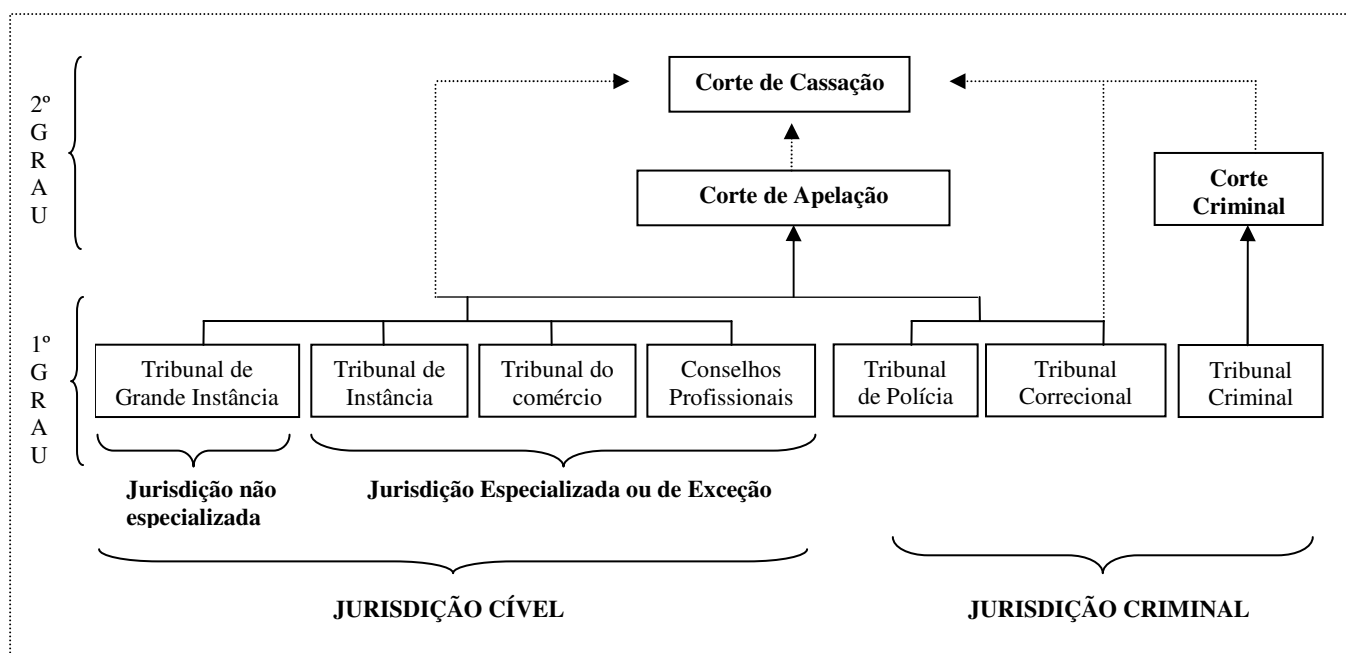 2º
G
R
A
U
Corte de Cassação
Corte de Apelação
Corte
Criminal
1º
G
R
A
U
Tribunal de
Grande Instância
Tribunal de
Instância
Tribunal do
comércio
Conselhos
Profissionais
Tribunal
de Polícia
Tribunal
Correcional
Tribunal
Criminal
Jurisdição não
especializada
Jurisdição Especializada ou de Exceção
JURISDIÇÃO CÍVEL
JURISDIÇÃO CRIMINAL